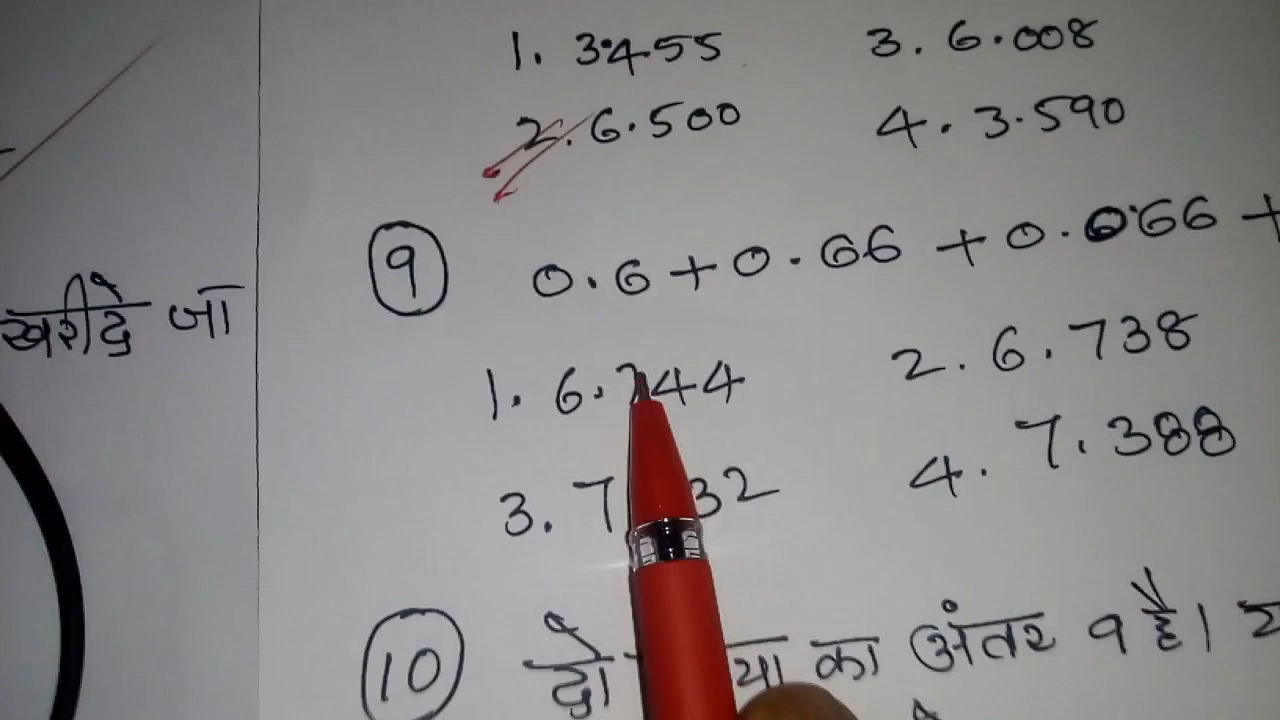 1. 3.455 3. 6.008
2. 6.500 4. 3.590
9 0.6 + 0.66 + 0.066 +
खरीदे जा
1. 6.744 2. 6.738
3. 7 32 4. 7.388
10 दो या का अंतर 9 है।